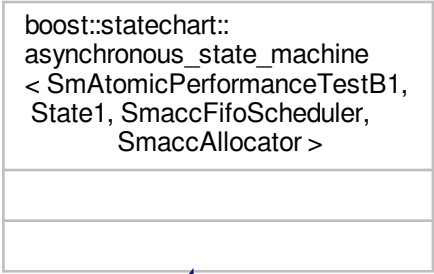 boost::statechart::
asynchronous_state_machine
< SmAtomicPerformanceTestB1,
State1, SmaccFifoScheduler,
SmaccAllocator >